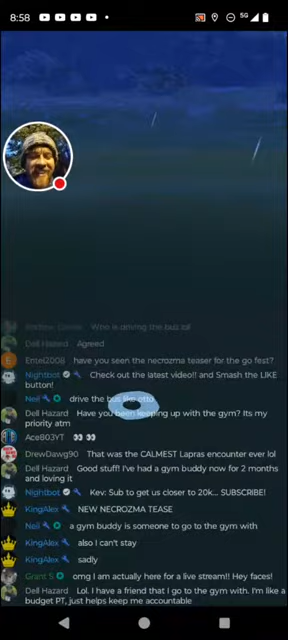 8:58
5G
Andrew Davies Who is driving the bus lol
Dell Hazard Agreed
E Entei2008 have you seen the necrozma teaser for the go fest?
Nightbot Check out the latest video!! and Smash the LIKE
button!
Neil drive the bus like otto
Dell Hazard Have you been keeping up with the gym? Its my
priority atm
Ace803YT 👀 👀
DrewDawg90 That was the CALMEST Lapras encounter ever lol
Dell Hazard Good stuff! I've had a gym buddy now for 2 months
and loving it
Nightbot Kev: Sub to get us closer to 20k... SUBSCRIBE!
KingAlex NEW NECROZMA TEASE
Neil a gym buddy is someone to go to the gym with
KingAlex also I can't stay
KingAlex sadly
Grant S omg I am actually here for a live stream!! Hey faces!
Dell Hazard Lol. I have a friend that I go to the gym with. I'm like a
budget PT, just helps keep me accountable